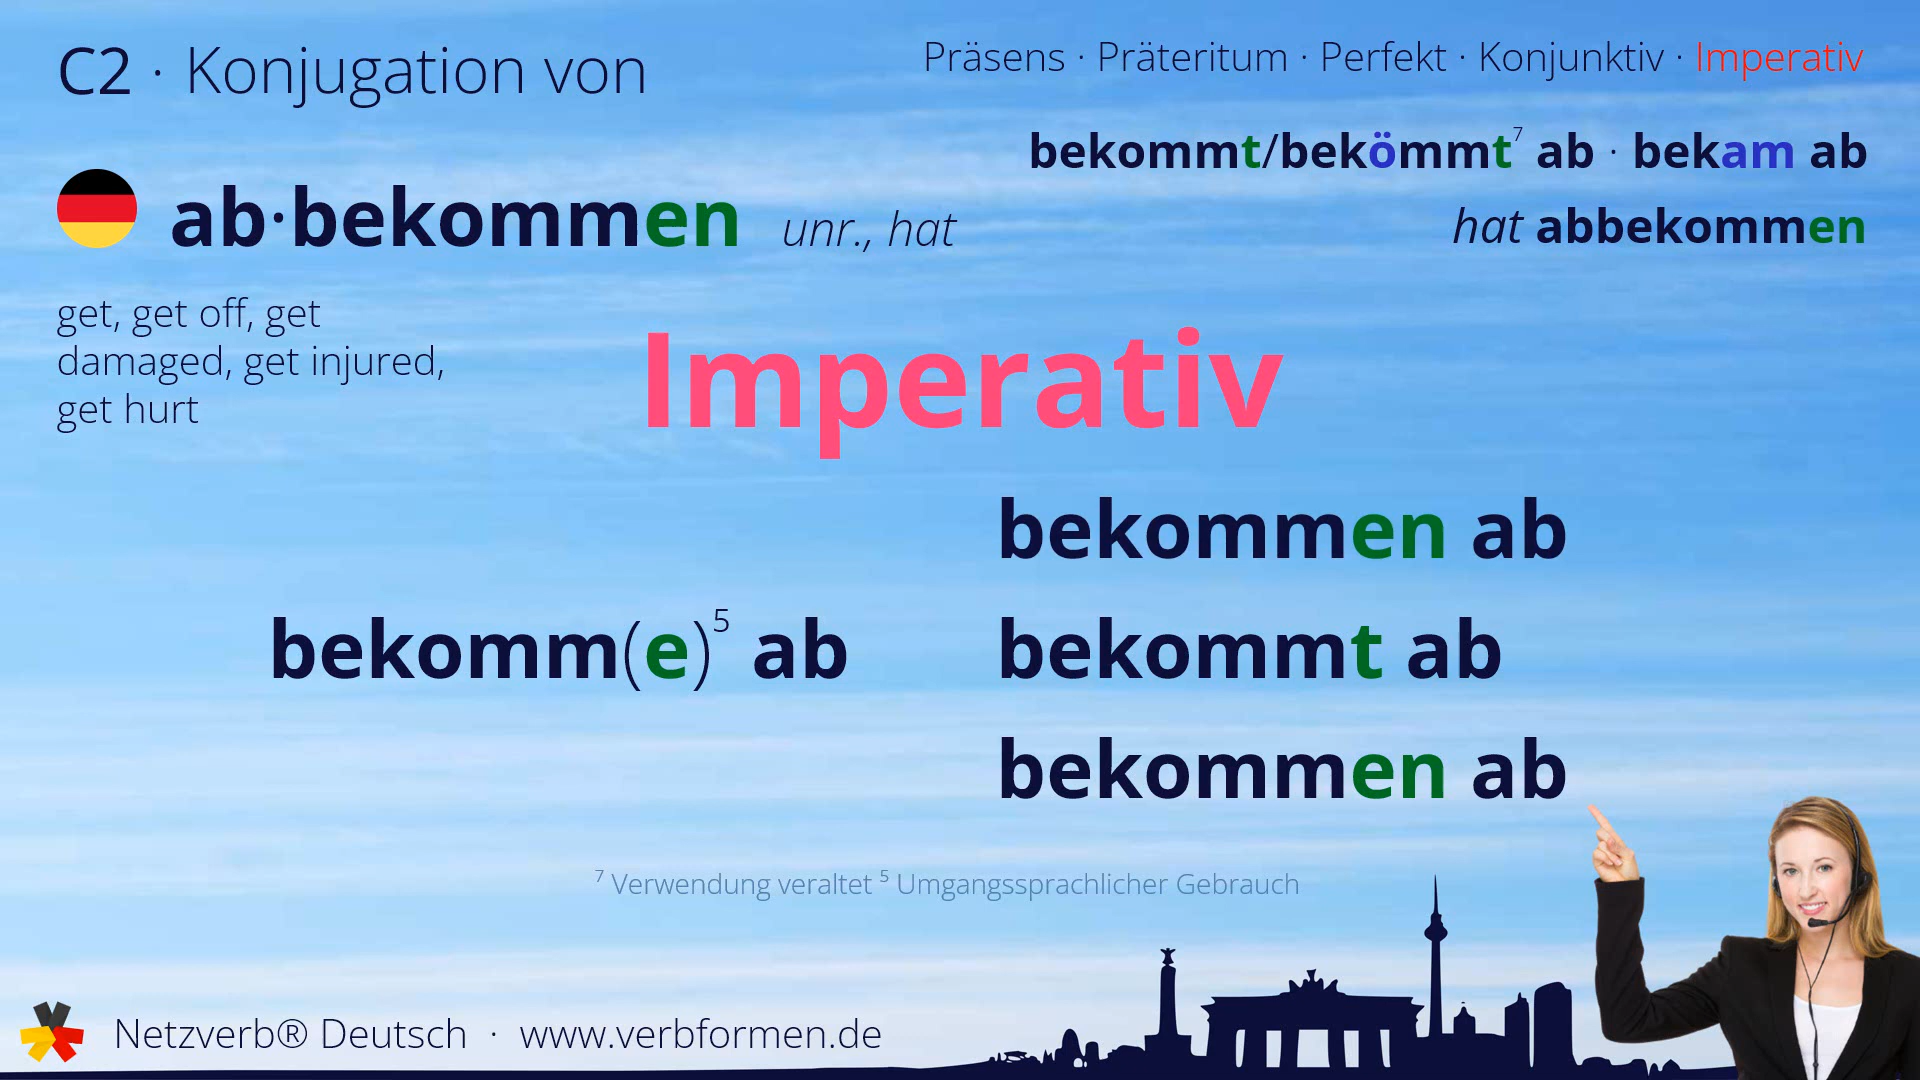 C2 · Konjugation von
Präsens · Präteritum · Perfekt · Konjunktiv · Imperativ
bekommt/bekömmt⁷ ab · bekam ab
ab·bekommen unr., hat
hat abbekommen
get, get off, get
damaged, get injured,
get hurt
Imperativ
bekommen ab
bekomm(e)⁵ ab
bekommt ab
bekommen ab
⁷ Verwendung veraltet ⁵ Umgangssprachlicher Gebrauch
Netzverb® Deutsch · www.verbformen.de